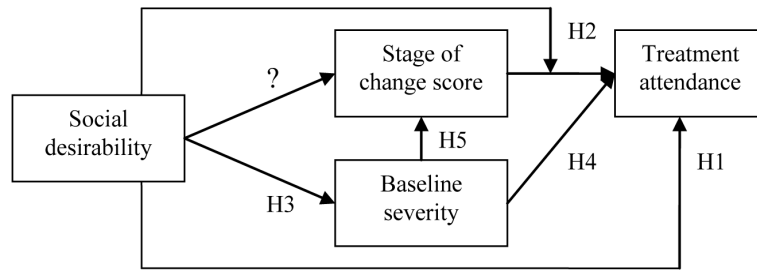 H2
Stage of
change score
Treatment
attendance
?
Social
desirability
H5
H4
H1
H3
Baseline
severity